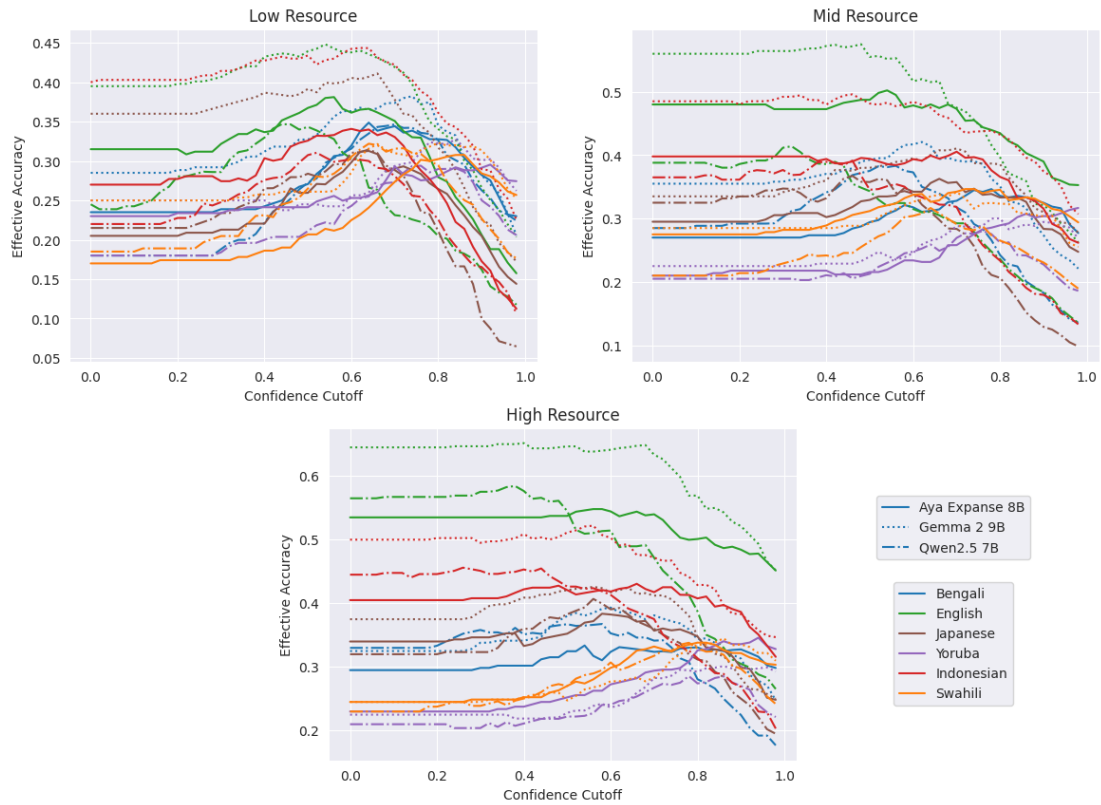 Low Resource
Effective Accuracy
0.45
0.40
0.35
0.30
0.25
0.20
0.15
0.10
0.05
0.0 0.2 0.4 0.6 0.8 1.0
Confidence Cutoff
Mid Resource
Effective Accuracy
0.5
0.4
0.3
0.2
0.1
0.0 0.2 0.4 0.6 0.8 1.0
Confidence Cutoff
High Resource
Effective Accuracy
0.6
0.5
0.4
0.3
0.2
0.0 0.2 0.4 0.6 0.8 1.0
Confidence Cutoff
Aya Expanse 8B
Gemma 2 9B
Qwen2.5 7B
Bengali
English
Japanese
Yoruba
Indonesian
Swahili